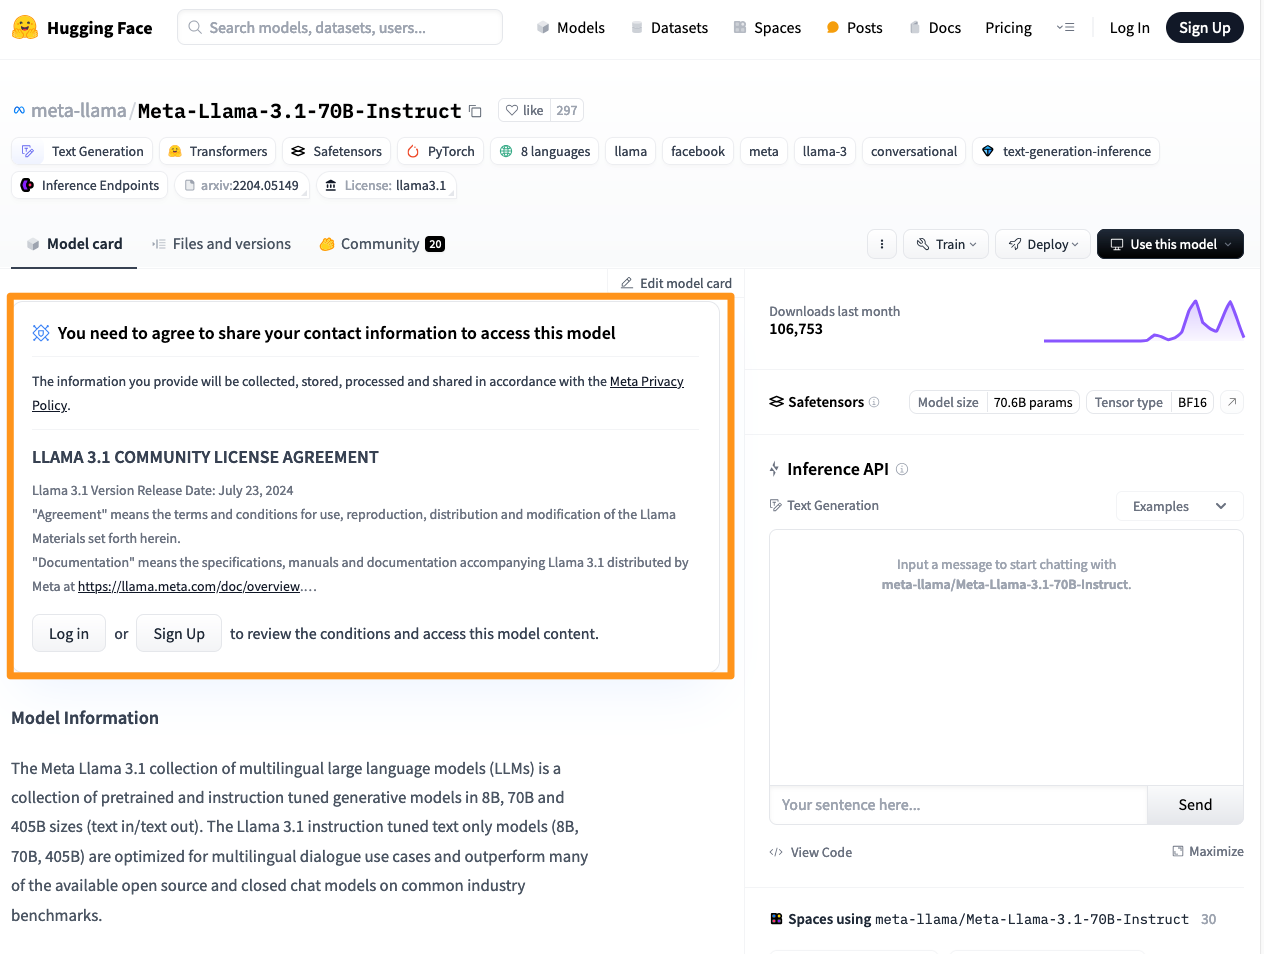 Hugging Face
Search models, datasets, users...
Models
Datasets
Spaces
Posts
Docs
Pricing
Log In
Sign Up
meta-llama/Meta-Llama-3.1-70B-Instruct
like 297
Text Generation
Transformers
Safetensors
PyTorch
8 languages
llama
facebook
meta
llama-3
conversational
text-generation-inference
Inference Endpoints
arxiv:2204.05149
License: llama3.1
Model card
Files and versions
Community 20
Train
Deploy
Use this model
Edit model card
You need to agree to share your contact information to access this model
The information you provide will be collected, stored, processed and shared in accordance with the Meta Privacy
Policy.
LLAMA 3.1 COMMUNITY LICENSE AGREEMENT
Llama 3.1 Version Release Date: July 23, 2024
"Agreement" means the terms and conditions for use, reproduction, distribution and modification of the Llama
Materials set forth herein.
"Documentation" means the specifications, manuals and documentation accompanying Llama 3.1 distributed by
Meta at https://llama.meta.com/doc/overview.…
Log in or Sign Up to review the conditions and access this model content.
Model Information
The Meta Llama 3.1 collection of multilingual large language models (LLMs) is a
collection of pretrained and instruction tuned generative models in 8B, 70B and
405B sizes (text in/text out). The Llama 3.1 instruction tuned text only models (8B,
70B, 405B) are optimized for multilingual dialogue use cases and outperform many
of the available open source and closed chat models on common industry
benchmarks.
Downloads last month
106,753
Safetensors
Model size 70.6B params
Tensor type BF16
Inference API
Text Generation
Examples
Input a message to start chatting with
meta-llama/Meta-Llama-3.1-70B-Instruct.
Your sentence here...
Send
View Code
Maximize
Spaces using meta-llama/Meta-Llama-3.1-70B-Instruct 30